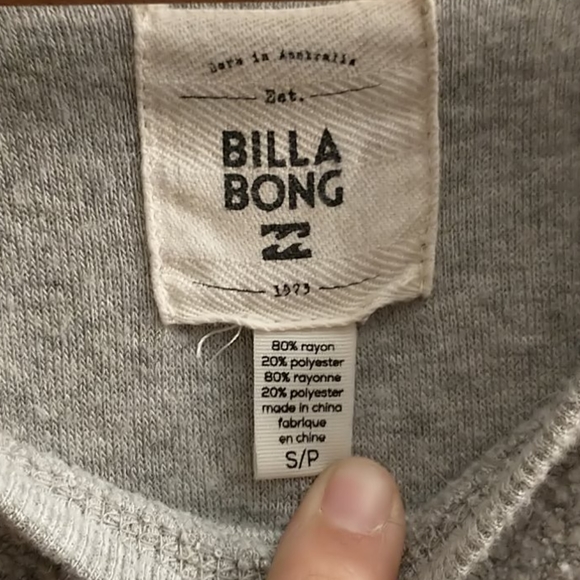 Born in Australia
Est.
BILLA
BONG
1973
80% rayon
20% polyester
80% rayonne
20% polyester
made in china
fabrique
en chine
S/P